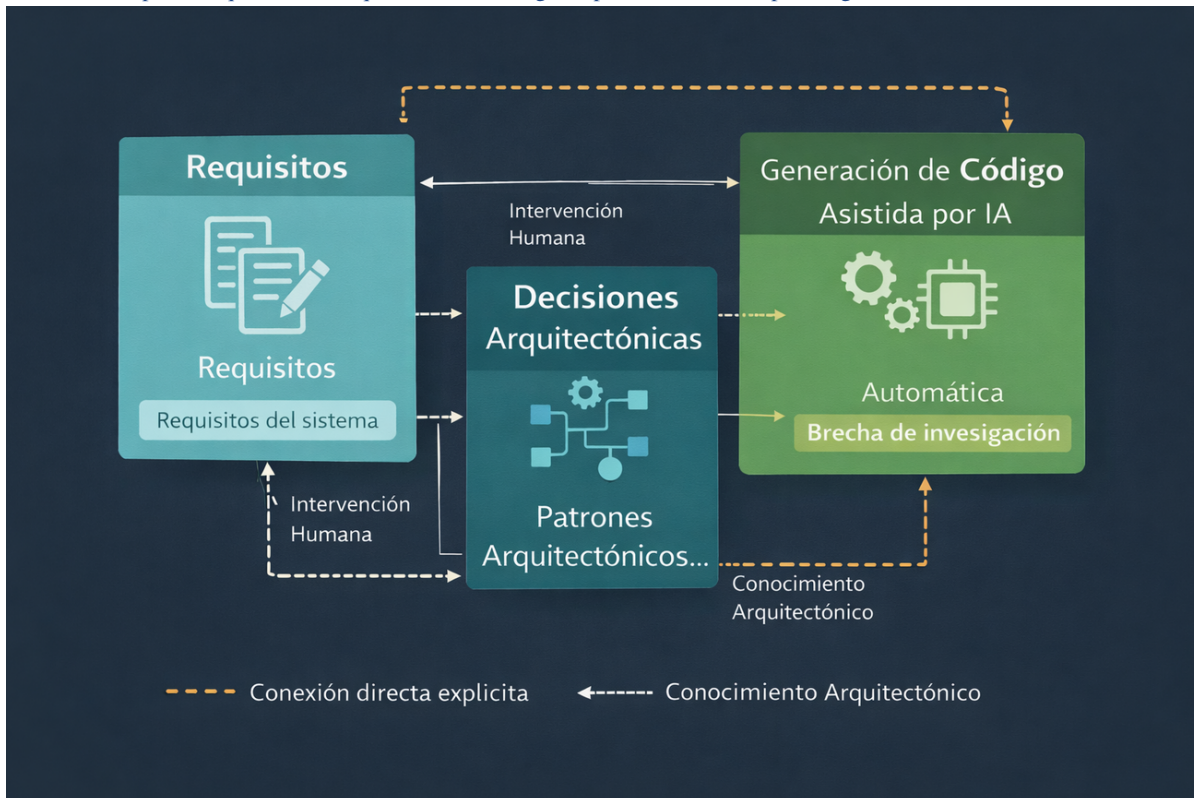 Requisitos
Requisitos
Requisitos del sistema
Generación de Código
Asistida por IA
Automática
Brecha de invesigación
Intervención
Humana
Decisiones
Arquitectónicas
Patrones
Arquitectónicos...
Intervención
Humana
Conocimiento
Arquitectónico
Conexión directa explicita
Conocimiento Arquitectónico